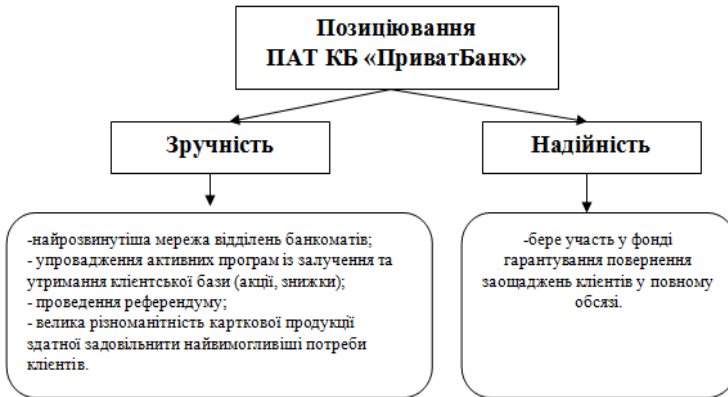 Позиціювання
ПАТ КБ «ПриватБанк»
Зручність
Надійність
-найрозвинутіша мережа відділень банкоматів;
- упровадження активних програм із залучення та
утримання клієнтської бази (акції, знижки);
- проведення референдуму;
- велика різноманітність карткової продукції
здатної задовільнити найвимогливіші потреби
клієнтів.
-бере участь у фонді
гарантування повернення
заощаджень клієнтів у повному
обсязі.